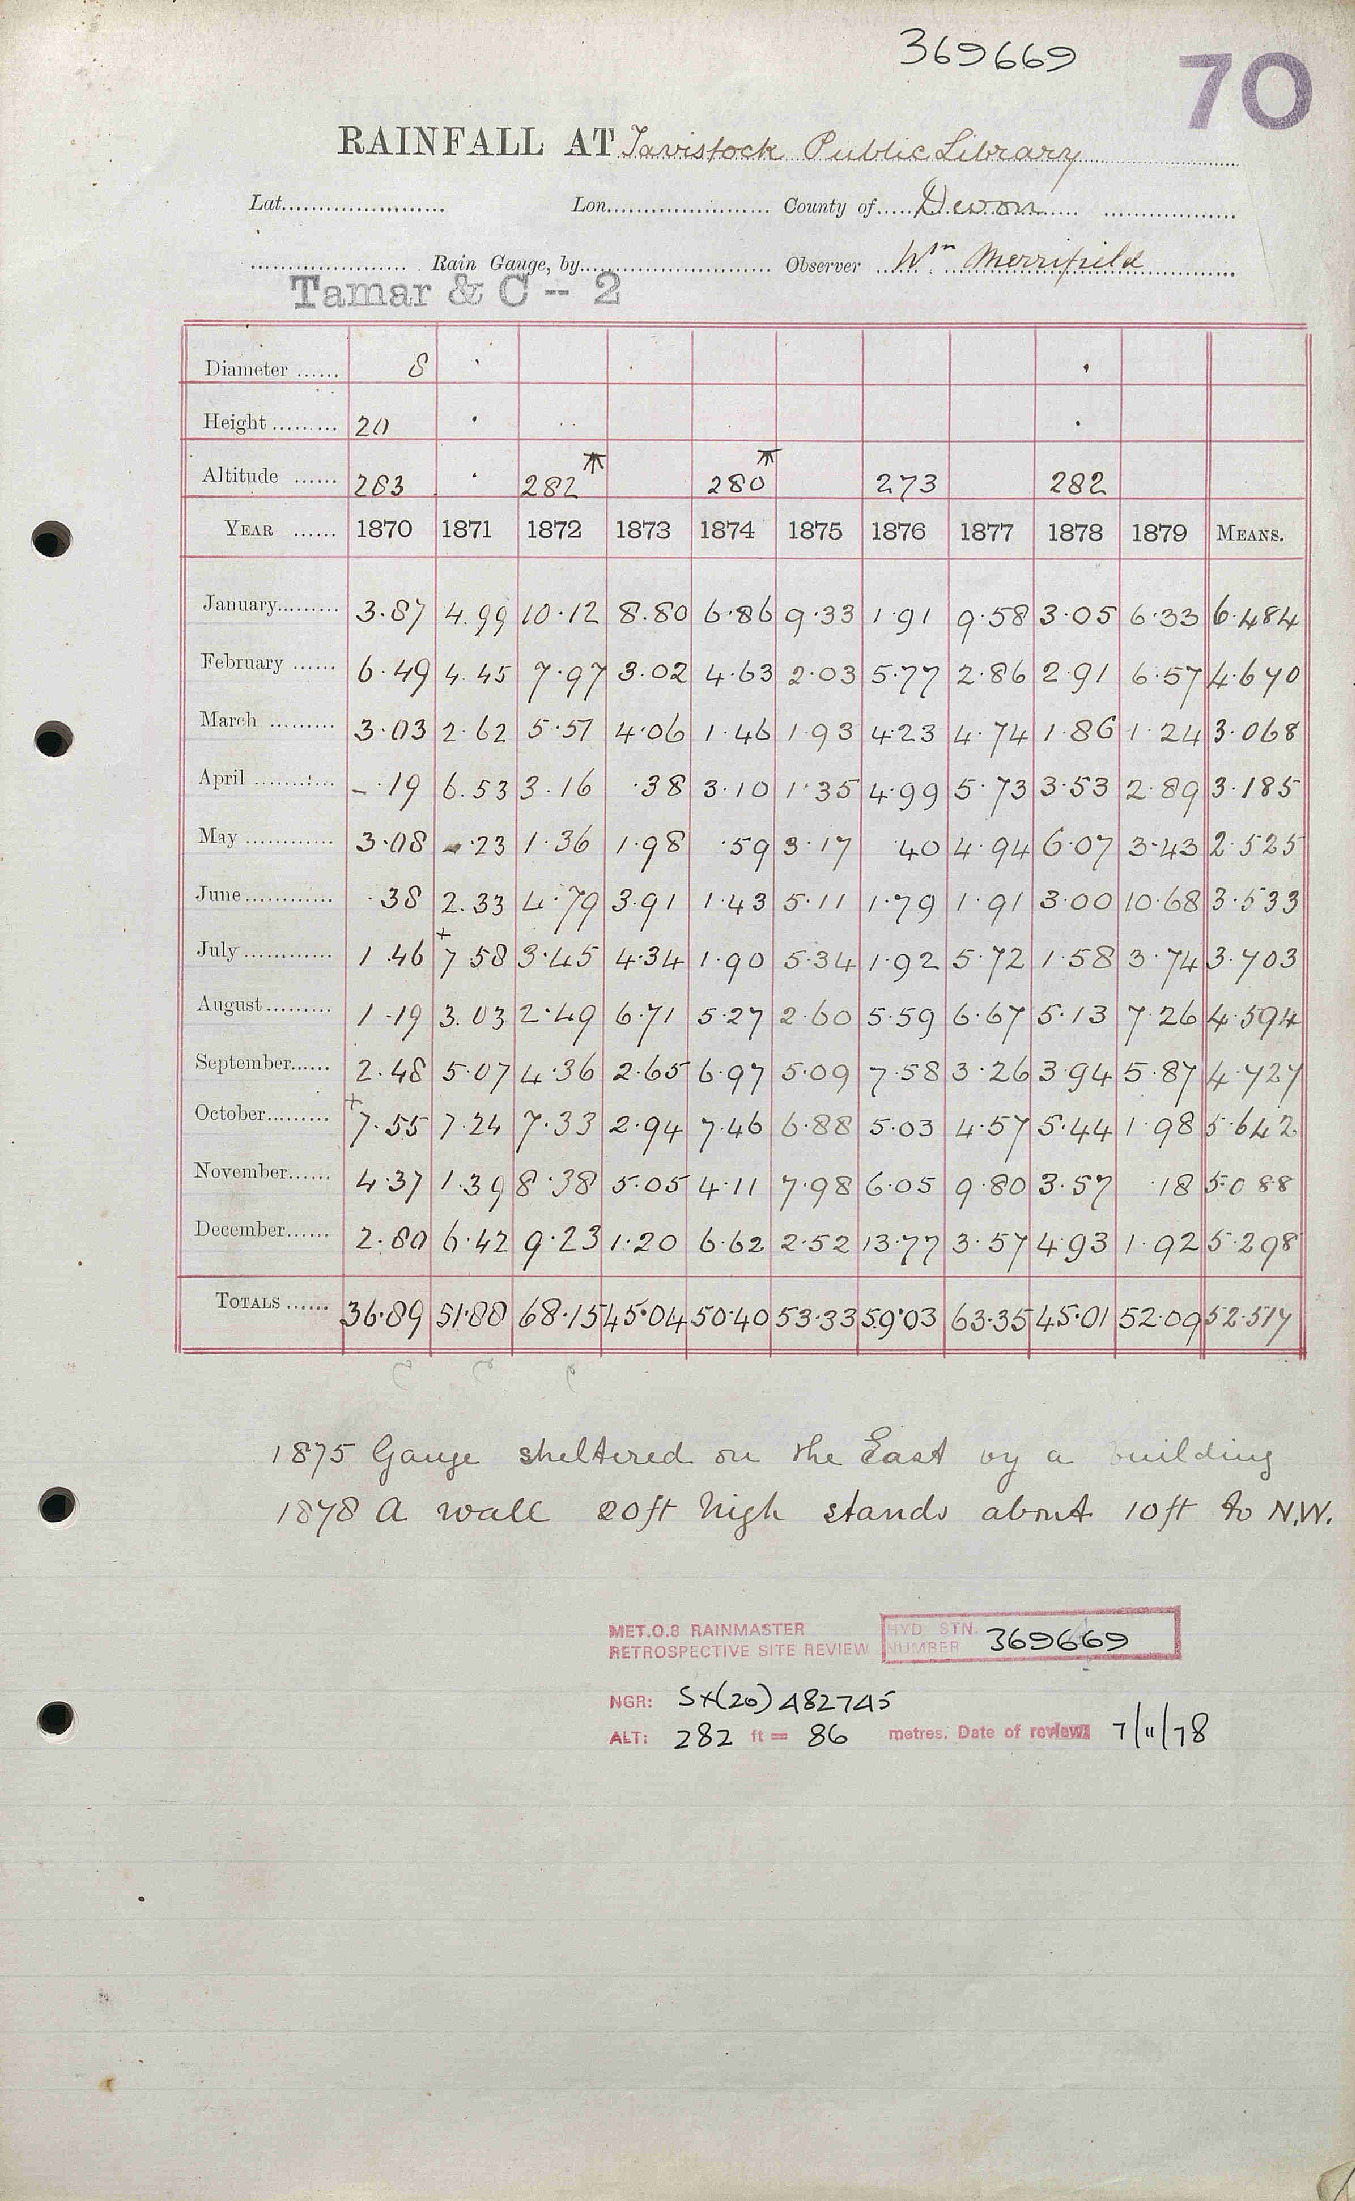 369669
70
RAINFALL AT Tavistock Public Library
Lat. Lon. County of Devon
Rain Gauge, by Observer Wm Merrifield
Tamar & C -- 2
Diameter ...... 8
Height ......... 20
Altitude ...... 283 282 280 273 282
YEAR ...... 1870 1871 1872 1873 1874 1875 1876 1877 1878 1879 MEANS.
January......... 3.87 4.99 10.12 8.80 6.86 9.33 1.91 9.58 3.05 6.33 6.484
February ...... 6.49 4.45 7.97 3.02 4.63 2.03 5.77 2.86 2.91 6.57 4.670
March ......... 3.03 2.62 5.51 4.06 1.46 1.93 4.23 4.74 1.86 1.24 3.068
April ............ - .19 6.53 3.16 .38 3.10 1.35 4.99 5.73 3.53 2.89 3.185
May ............ 3.08 .23 1.36 1.98 .59 3.17 .40 4.94 6.07 3.43 2.525
June............ .38 2.33 4.79 3.91 1.43 5.11 1.79 1.91 3.00 10.68 3.533
July ............ 1.46 +7.58 3.45 4.34 1.90 5.34 1.92 5.72 1.58 3.74 3.703
August......... 1.19 3.03 2.49 6.71 5.27 2.60 5.59 6.67 5.13 7.26 4.594
September...... 2.48 5.07 4.36 2.65 6.97 5.09 7.58 3.26 3.94 5.87 4.727
October......... +7.55 7.24 7.33 2.94 7.46 6.88 5.03 4.57 5.44 1.98 5.642
November...... 4.37 1.39 8.38 5.05 4.11 7.98 6.05 9.80 3.57 .18 5.088
December...... 2.80 6.42 9.23 1.20 6.62 2.52 13.77 3.57 4.93 1.92 5.298
TOTALS ...... 36.89 51.88 68.15 45.04 50.40 53.33 59.03 63.35 45.01 52.09 52.517
1875 Gauge sheltered on the East by a building
1878 A wall 20ft high stands about 10ft to N.W.
MET.O.8 RAINMASTER
RETROSPECTIVE SITE REVIEW
HYD STN.
NUMBER 369669
NGR: SX(20)482745
ALT: 282 ft = 86 metres. Date of review: 7/11/78